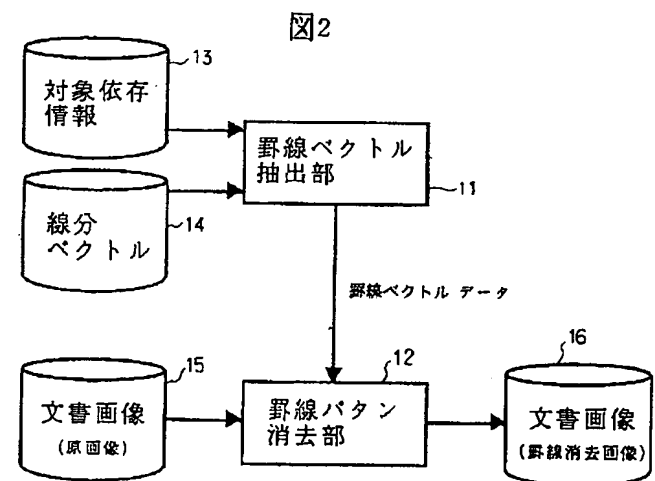 図2
13
対象依存
情報
罫線ベクトル
抽出部
11
線分
ベクトル
14
罫線ベクトル データ
15
文書画像
(原画像)
12
罫線パタン
消去部
16
文書画像
(罫線消去画像)